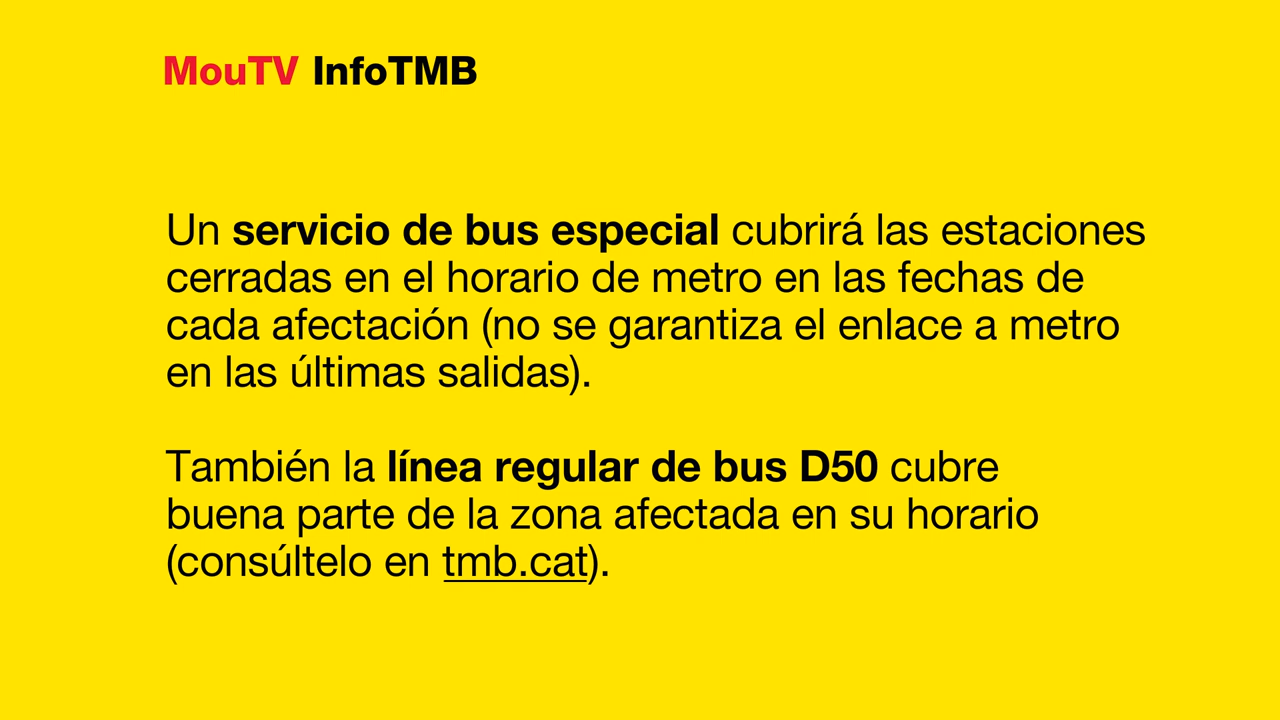 MouTV InfoTMB
Un servicio de bus especial cubrirá las estaciones
cerradas en el horario de metro en las fechas de
cada afectación (no se garantiza el enlace a metro
en las últimas salidas).
También la línea regular de bus D50 cubre
buena parte de la zona afectada en su horario
(consúltelo en tmb.cat).